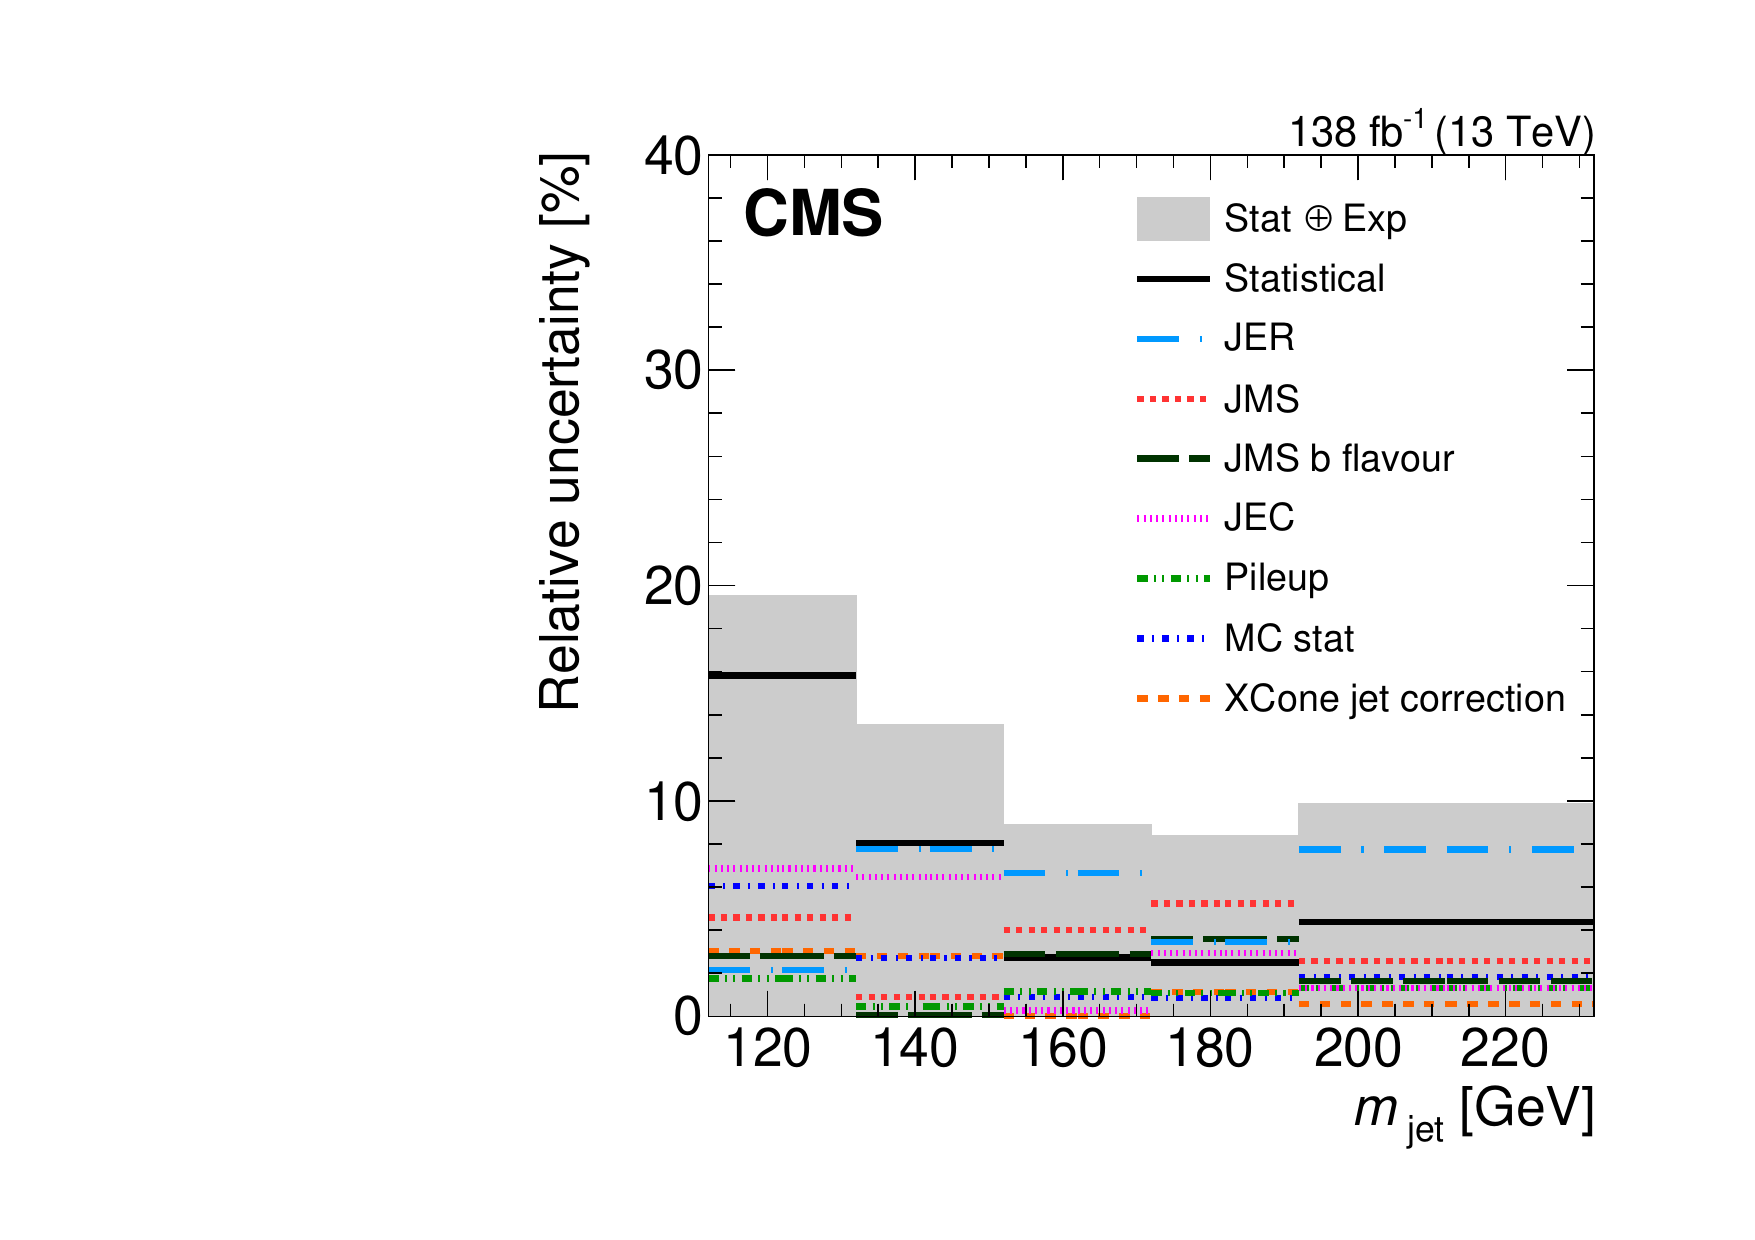 138 fb-1 (13 TeV)
CMS
Relative uncertainty [%]
40
30
20
10
0
Stat ⊕ Exp
Statistical
JER
JMS
JMS b flavour
JEC
Pileup
MC stat
XCone jet correction
120 140 160 180 200 220
m jet [GeV]